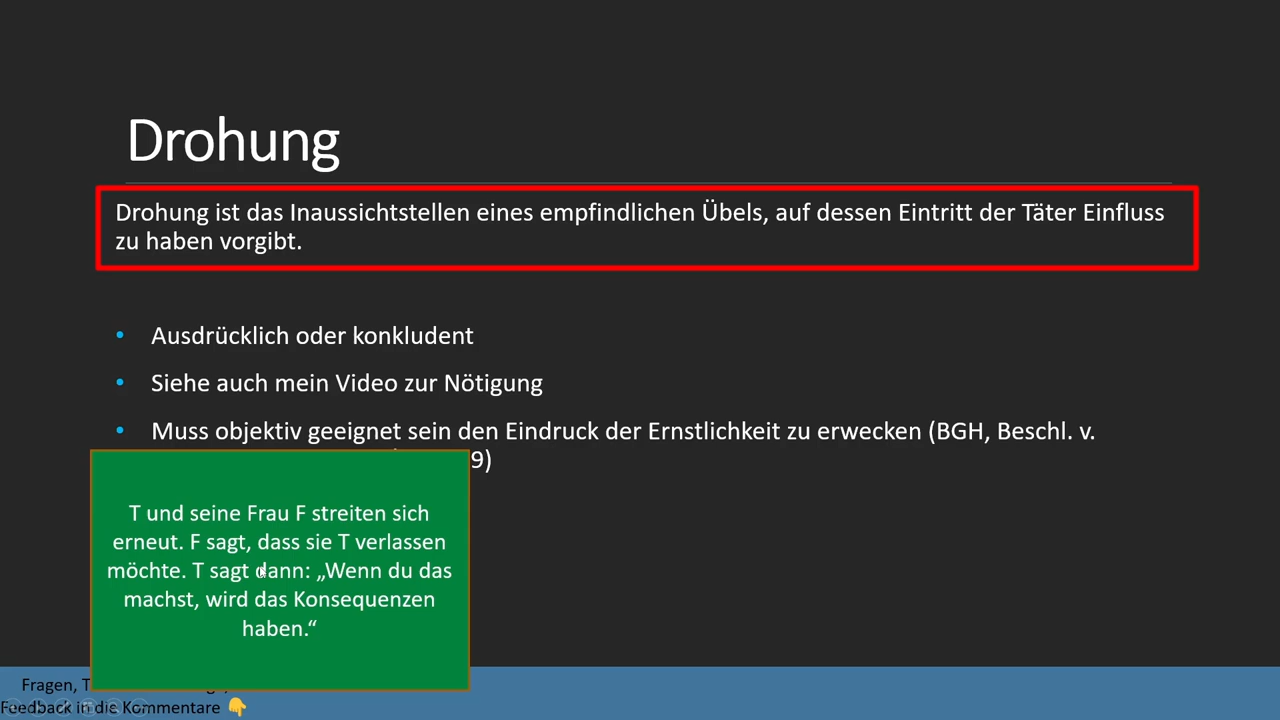 Drohung
Drohung ist das Inaussichtstellen eines empfindlichen Übels, auf dessen Eintritt der Täter Einfluss
zu haben vorgibt.
• Ausdrücklich oder konkludent
• Siehe auch mein Video zur Nötigung
• Muss objektiv geeignet sein den Eindruck der Ernstlichkeit zu erwecken (BGH, Beschl. v.
9)
T und seine Frau F streiten sich
erneut. F sagt, dass sie T verlassen
möchte. T sagt dann: „Wenn du das
machst, wird das Konsequenzen
haben.“
Fragen,
Feedback in die Kommentare 👇